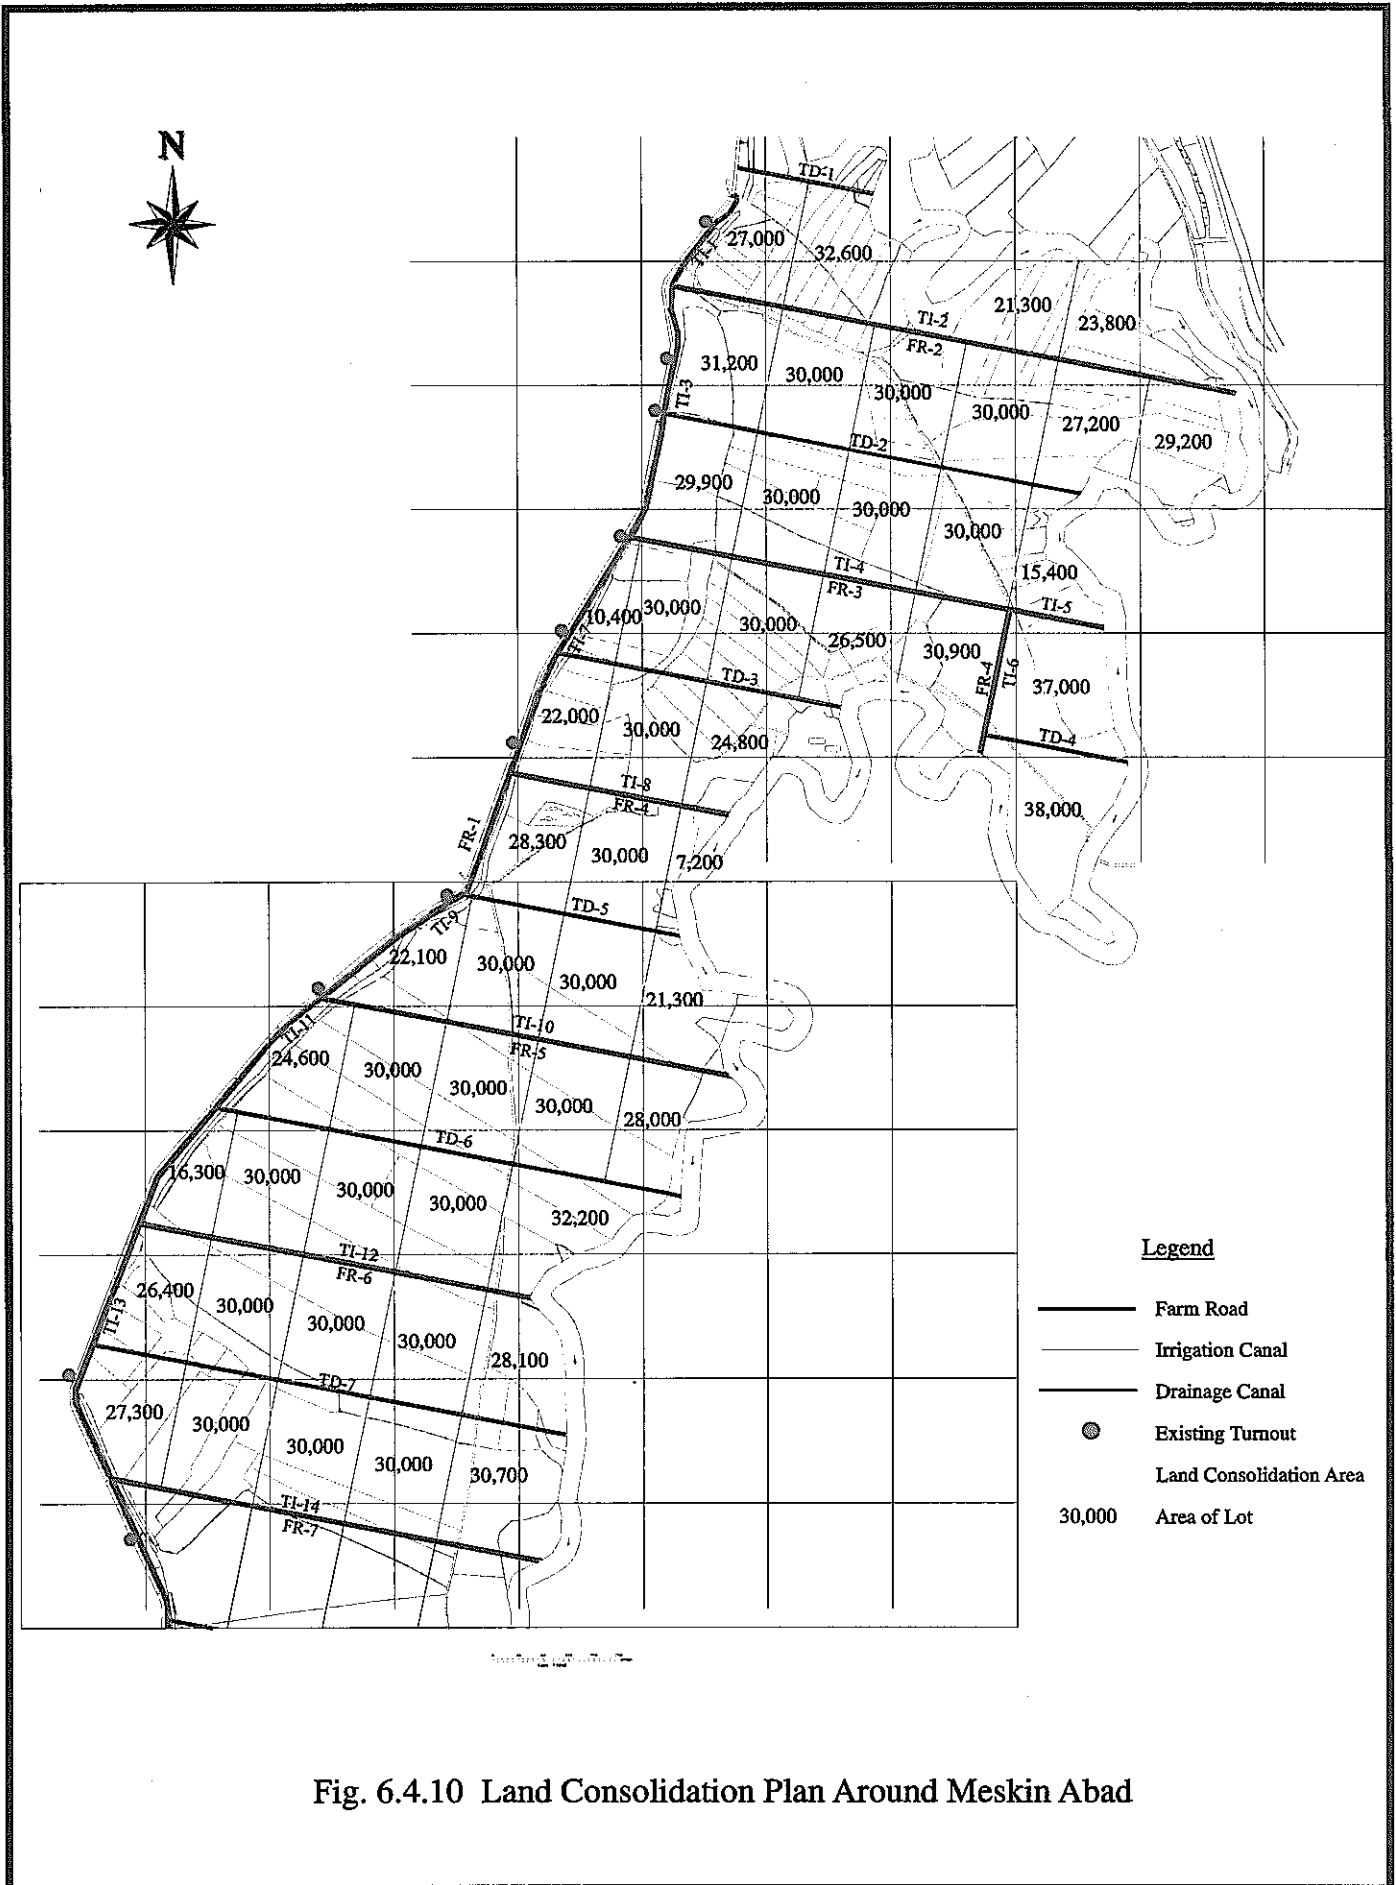 N
TD-1
TI-1
27,000
32,600
21,300
23,800
TI-2
FR-2
31,200
30,000
30,000
30,000
27,200
29,200
TI-3
TD-2
29,900
30,000
30,000
30,000
15,400
TI-4
FR-3
TI-5
10,400
30,000
30,000
26,500
30,900
FR-4
TI-6
37,000
TI-7
TD-3
22,000
30,000
24,800
TD-4
TI-8
FR-4
38,000
FR-1
28,300
30,000
7,200
TD-5
TI-9
22,100
30,000
30,000
21,300
TI-10
FR-5
TI-11
24,600
30,000
30,000
30,000
28,000
TD-6
16,300
30,000
30,000
30,000
32,200
TI-12
FR-6
26,400
30,000
30,000
30,000
28,100
TI-13
TD-7
27,300
30,000
30,000
30,000
30,700
TI-14
FR-7
Legend
Farm Road
Irrigation Canal
Drainage Canal
Existing Turnout
Land Consolidation Area
30,000 Area of Lot
Fig. 6.4.10 Land Consolidation Plan Around Meskin Abad